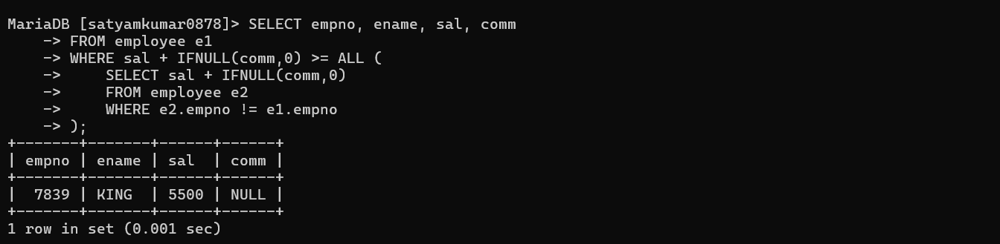 MariaDB [satyamkumar0878]> SELECT empno, ename, sal, comm
    -> FROM employee e1
    -> WHERE sal + IFNULL(comm,0) >= ALL (
    ->     SELECT sal + IFNULL(comm,0)
    ->     FROM employee e2
    ->     WHERE e2.empno != e1.empno
    -> );
+-------+-------+------+------+
| empno | ename | sal  | comm |
+-------+-------+------+------+
|  7839 | KING  | 5500 | NULL |
+-------+-------+------+------+
1 row in set (0.001 sec)